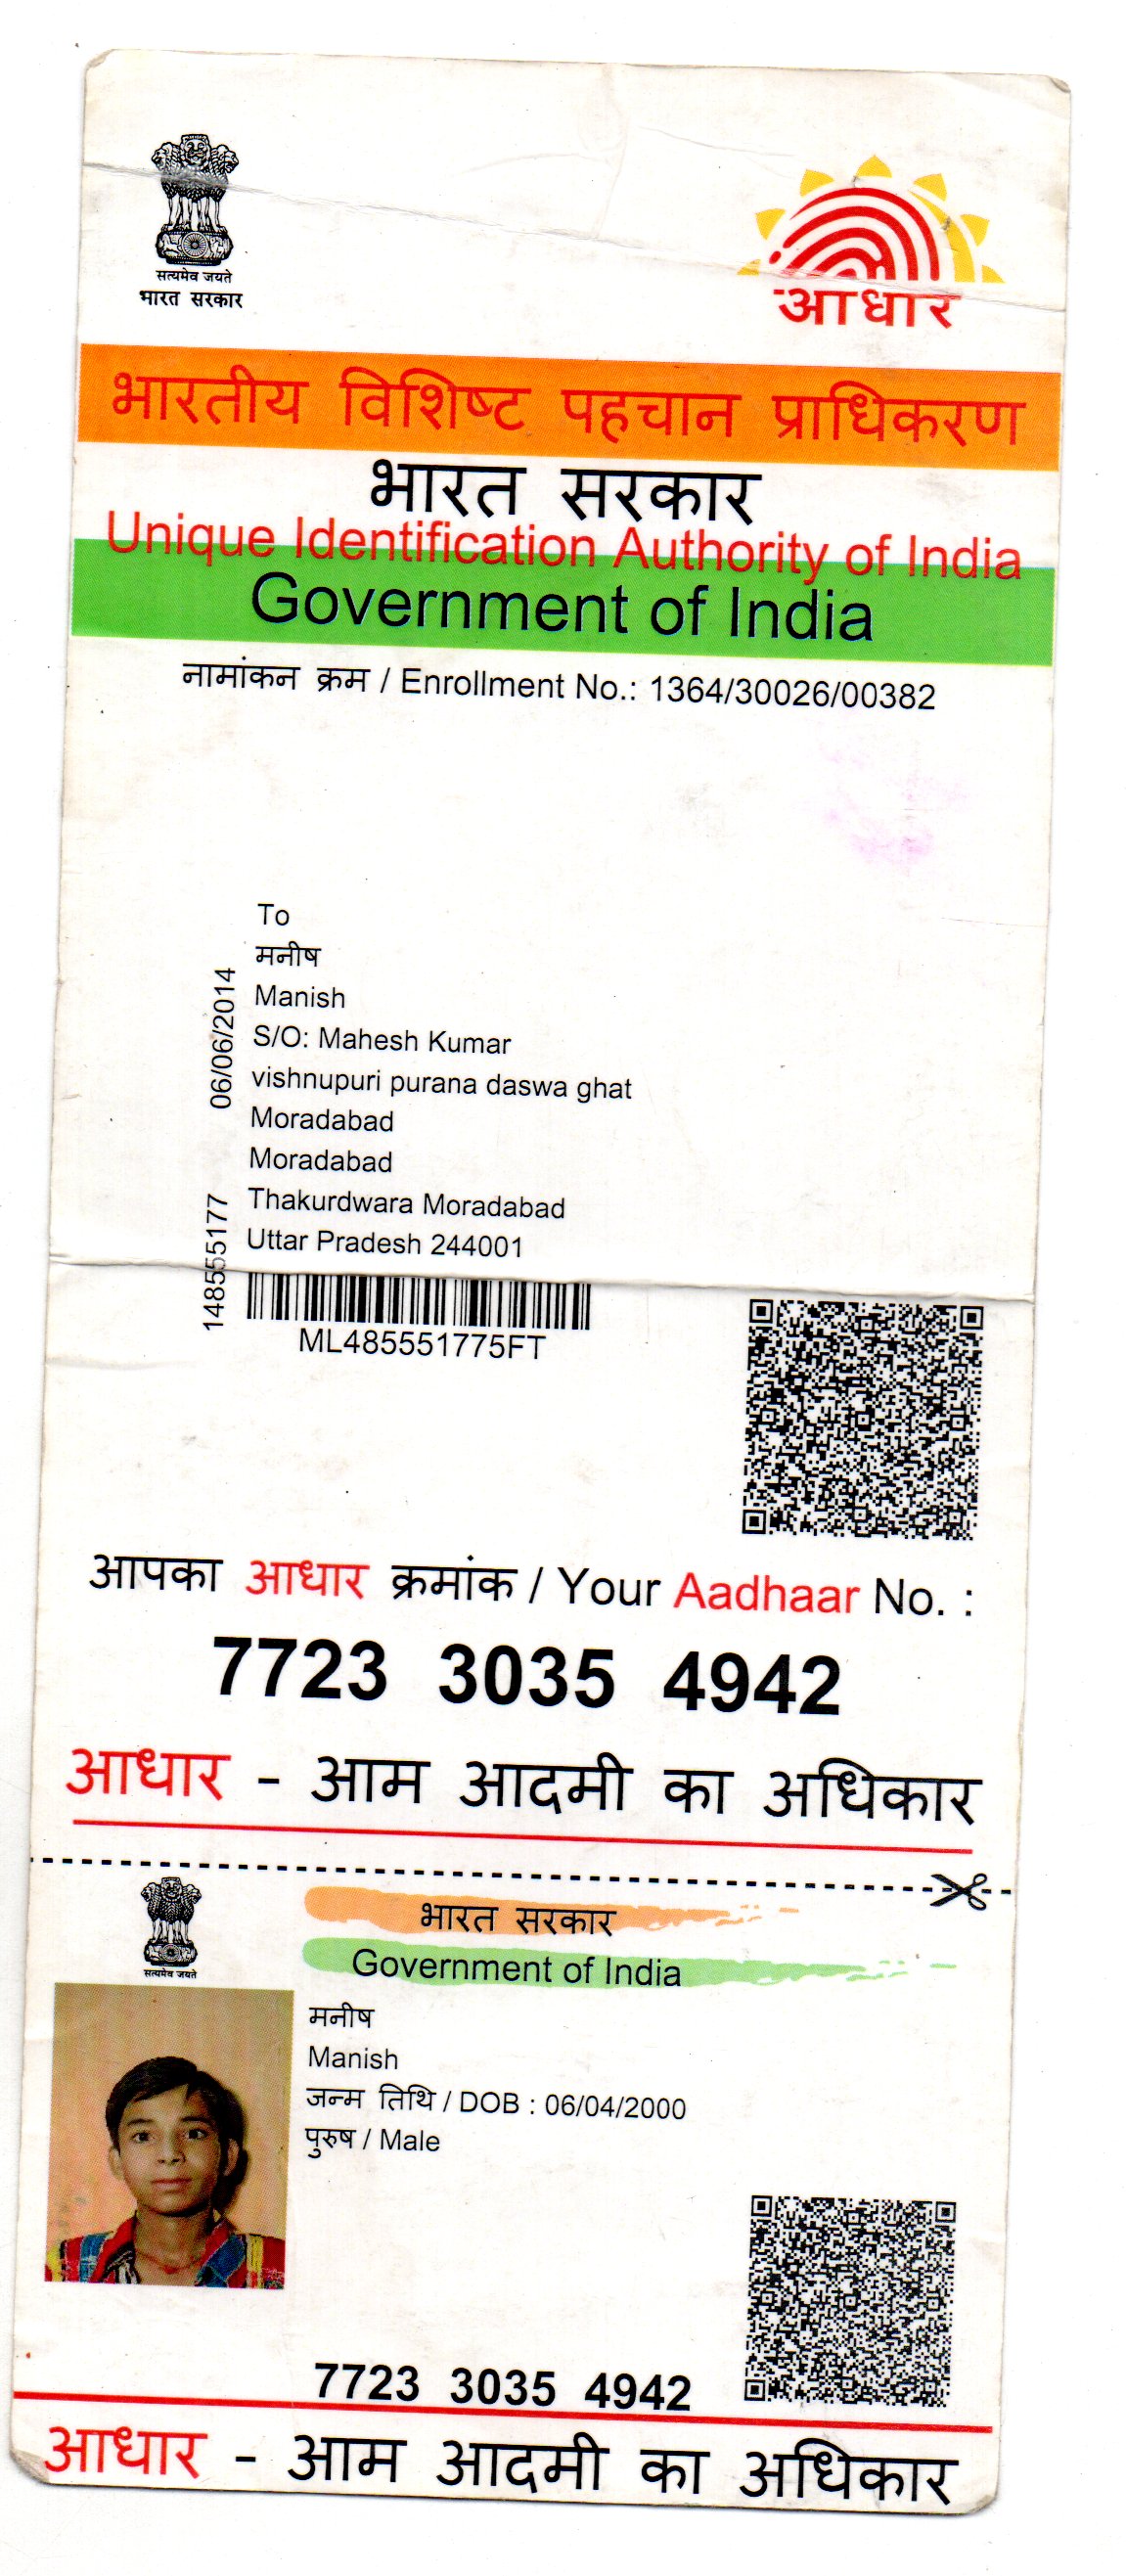 सत्यमेव जयते
भारत सरकार
आधार
भारतीय विशिष्ट पहचान प्राधिकरण
भारत सरकार
Unique Identification Authority of India
Government of India
नामांकन क्रम / Enrollment No.: 1364/30026/00382
To
मनीष
Manish
S/O: Mahesh Kumar
vishnupuri purana daswa ghat
Moradabad
Moradabad
Thakurdwara Moradabad
Uttar Pradesh 244001
06/06/2014
148555177
ML485551775FT
आपका आधार क्रमांक / Your Aadhaar No. :
7723 3035 4942
आधार - आम आदमी का अधिकार
सत्यमेव जयते
भारत सरकार
Government of India
मनीष
Manish
जन्म तिथि / DOB : 06/04/2000
पुरुष / Male
7723 3035 4942
आधार - आम आदमी का अधिकार